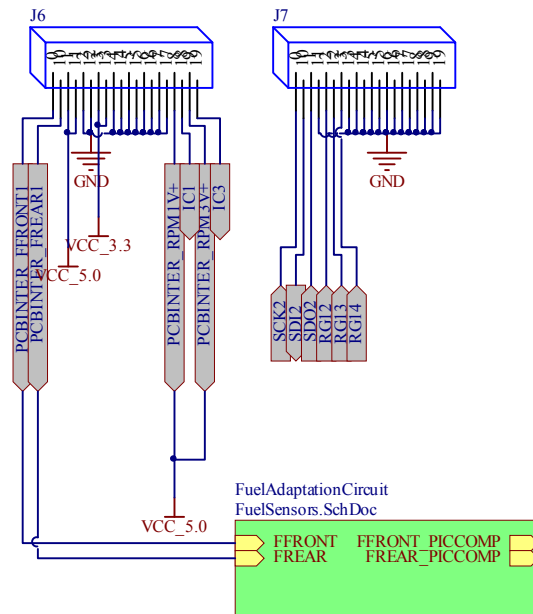 J6
J7
GND
GND
VCC_3.3
VCC_5.0
PCBINTER_FFRONT1
PCBINTER_FREAR1
PCBINTER_RPM1V+
IC1
PCBINTER_RPM3V+
IC3
SCK2
SDI2
SDO2
RG12
RG13
RG14
VCC_5.0
FuelAdaptationCircuit
FuelSensors.SchDoc
FFRONT FFRONT_PICCOMP
FREAR FREAR_PICCOMP